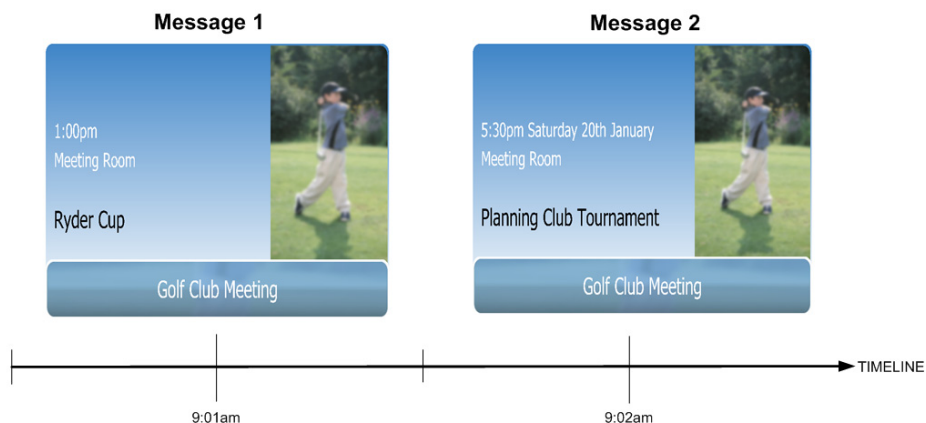 Message 1
1:00pm
Meeting Room
Ryder Cup
Golf Club Meeting
Message 2
5:30pm Saturday 20th January
Meeting Room
Planning Club Tournament
Golf Club Meeting
TIMELINE
9:01am
9:02am